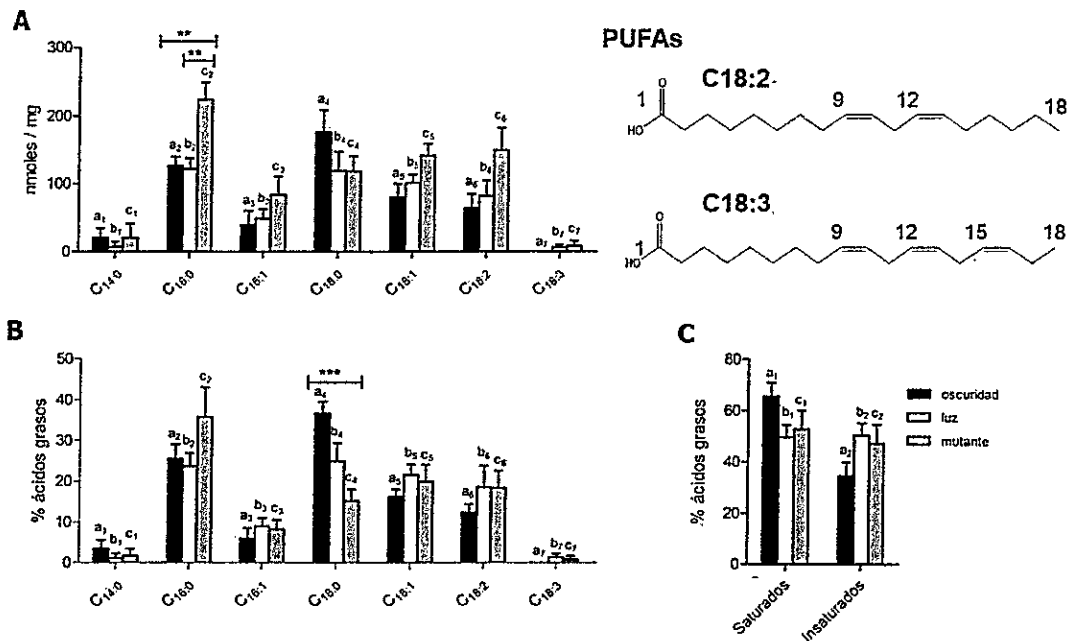 A
nmoles / mg
300
200
100
0
**
**
a1 b1 c1
a2 b2 c2
a3 b3 c3
a4 b4 c4
a5 b5 c5
a6 b6 c6
a7 b7 c7
C14:0 C16:0 C16:1 C18:0 C18:1 C18:2 C18:3
PUFAs
C18:2
1 9 12 18
O
HO
C18:3
1 9 12 15 18
O
HO
B
% ácidos grasos
50
40
30
20
10
0
***
a3 b3 c1
a2 b2 c2
a3 b3 c3
a4 b4 c4
a5 b5 c5
a6 b6 c6
a7 b7 c7
C14:0 C16:0 C16:1 C18:0 C18:1 C18:2 C18:3
C
% ácidos grasos
80
60
40
20
0
a1 b1 c1
a2 b2 c2
Saturados Insaturados
oscuridad
luz
mutante